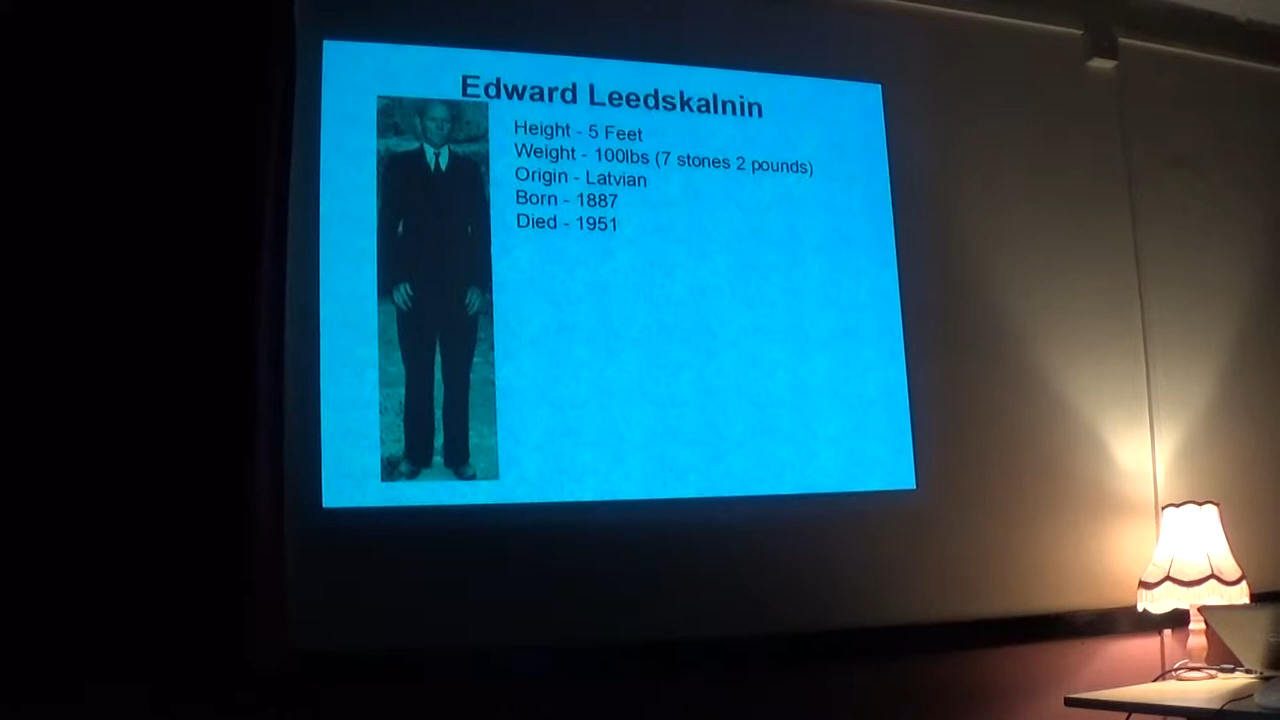 Edward Leedskalnin
Height - 5 Feet
Weight - 100lbs (7 stones 2 pounds)
Origin - Latvian
Born - 1887
Died - 1951